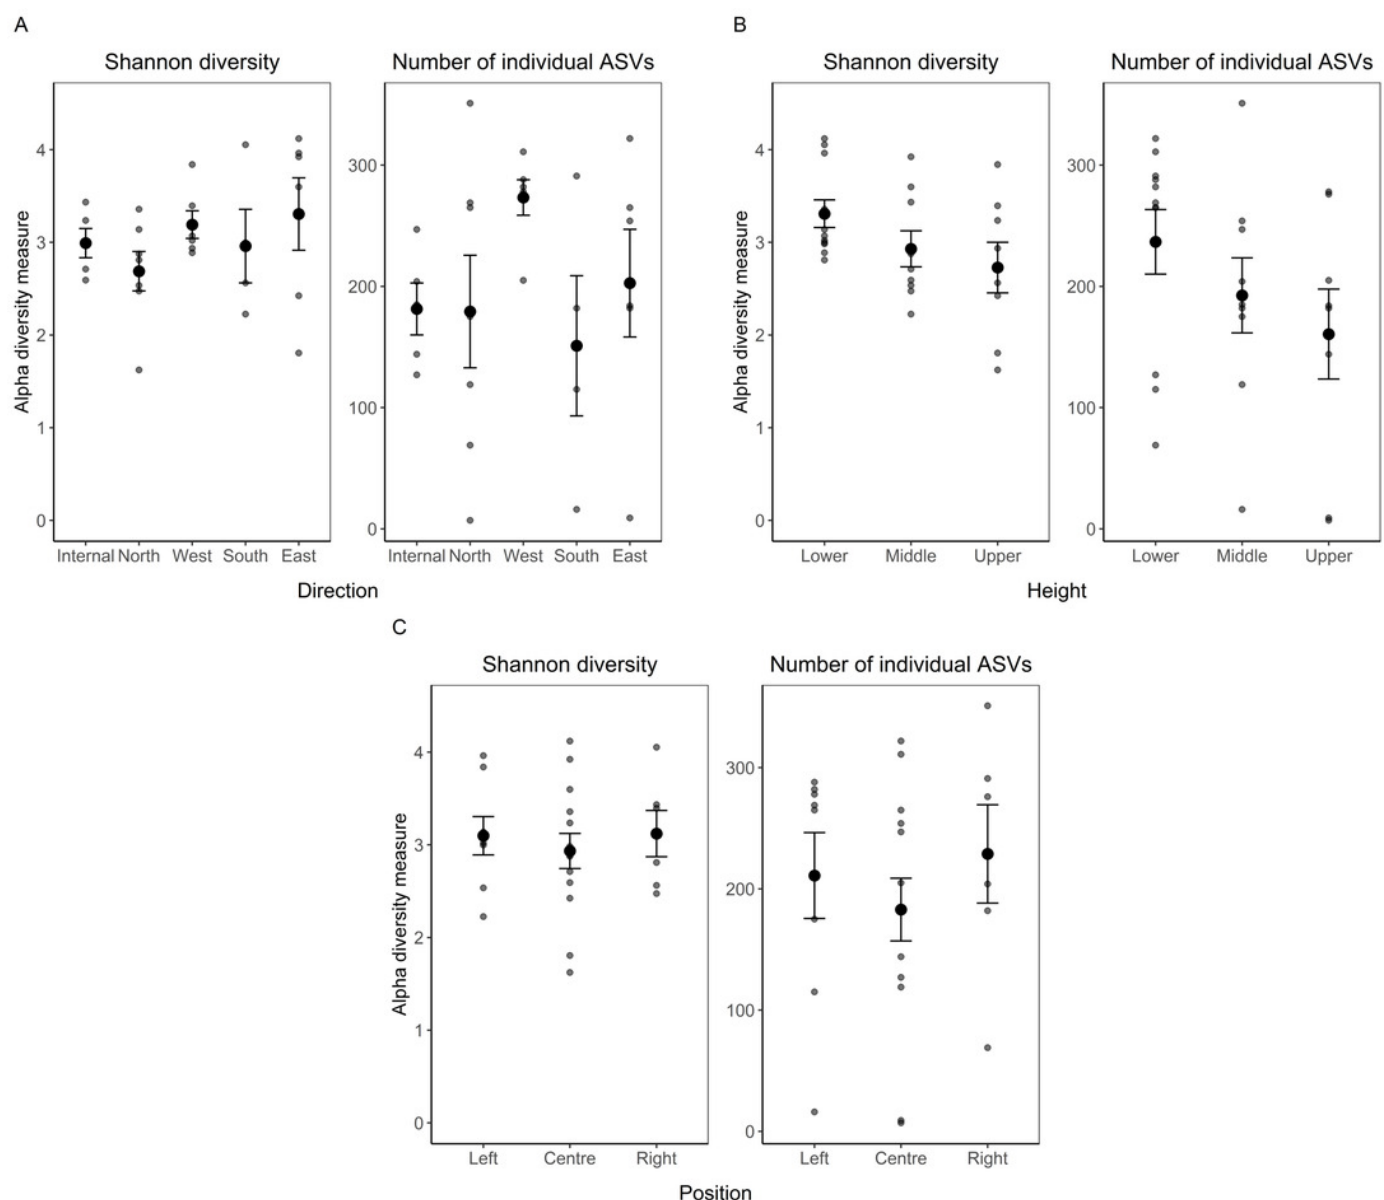 A
Shannon diversity
Number of individual ASVs
Alpha diversity measure
4
3
2
1
0
300
200
100
0
Internal North West South East
Internal North West South East
Direction
B
Shannon diversity
Number of individual ASVs
Alpha diversity measure
4
3
2
1
0
300
200
100
0
Lower Middle Upper
Lower Middle Upper
Height
C
Shannon diversity
Number of individual ASVs
Alpha diversity measure
4
3
2
1
0
300
200
100
0
Left Centre Right
Left Centre Right
Position